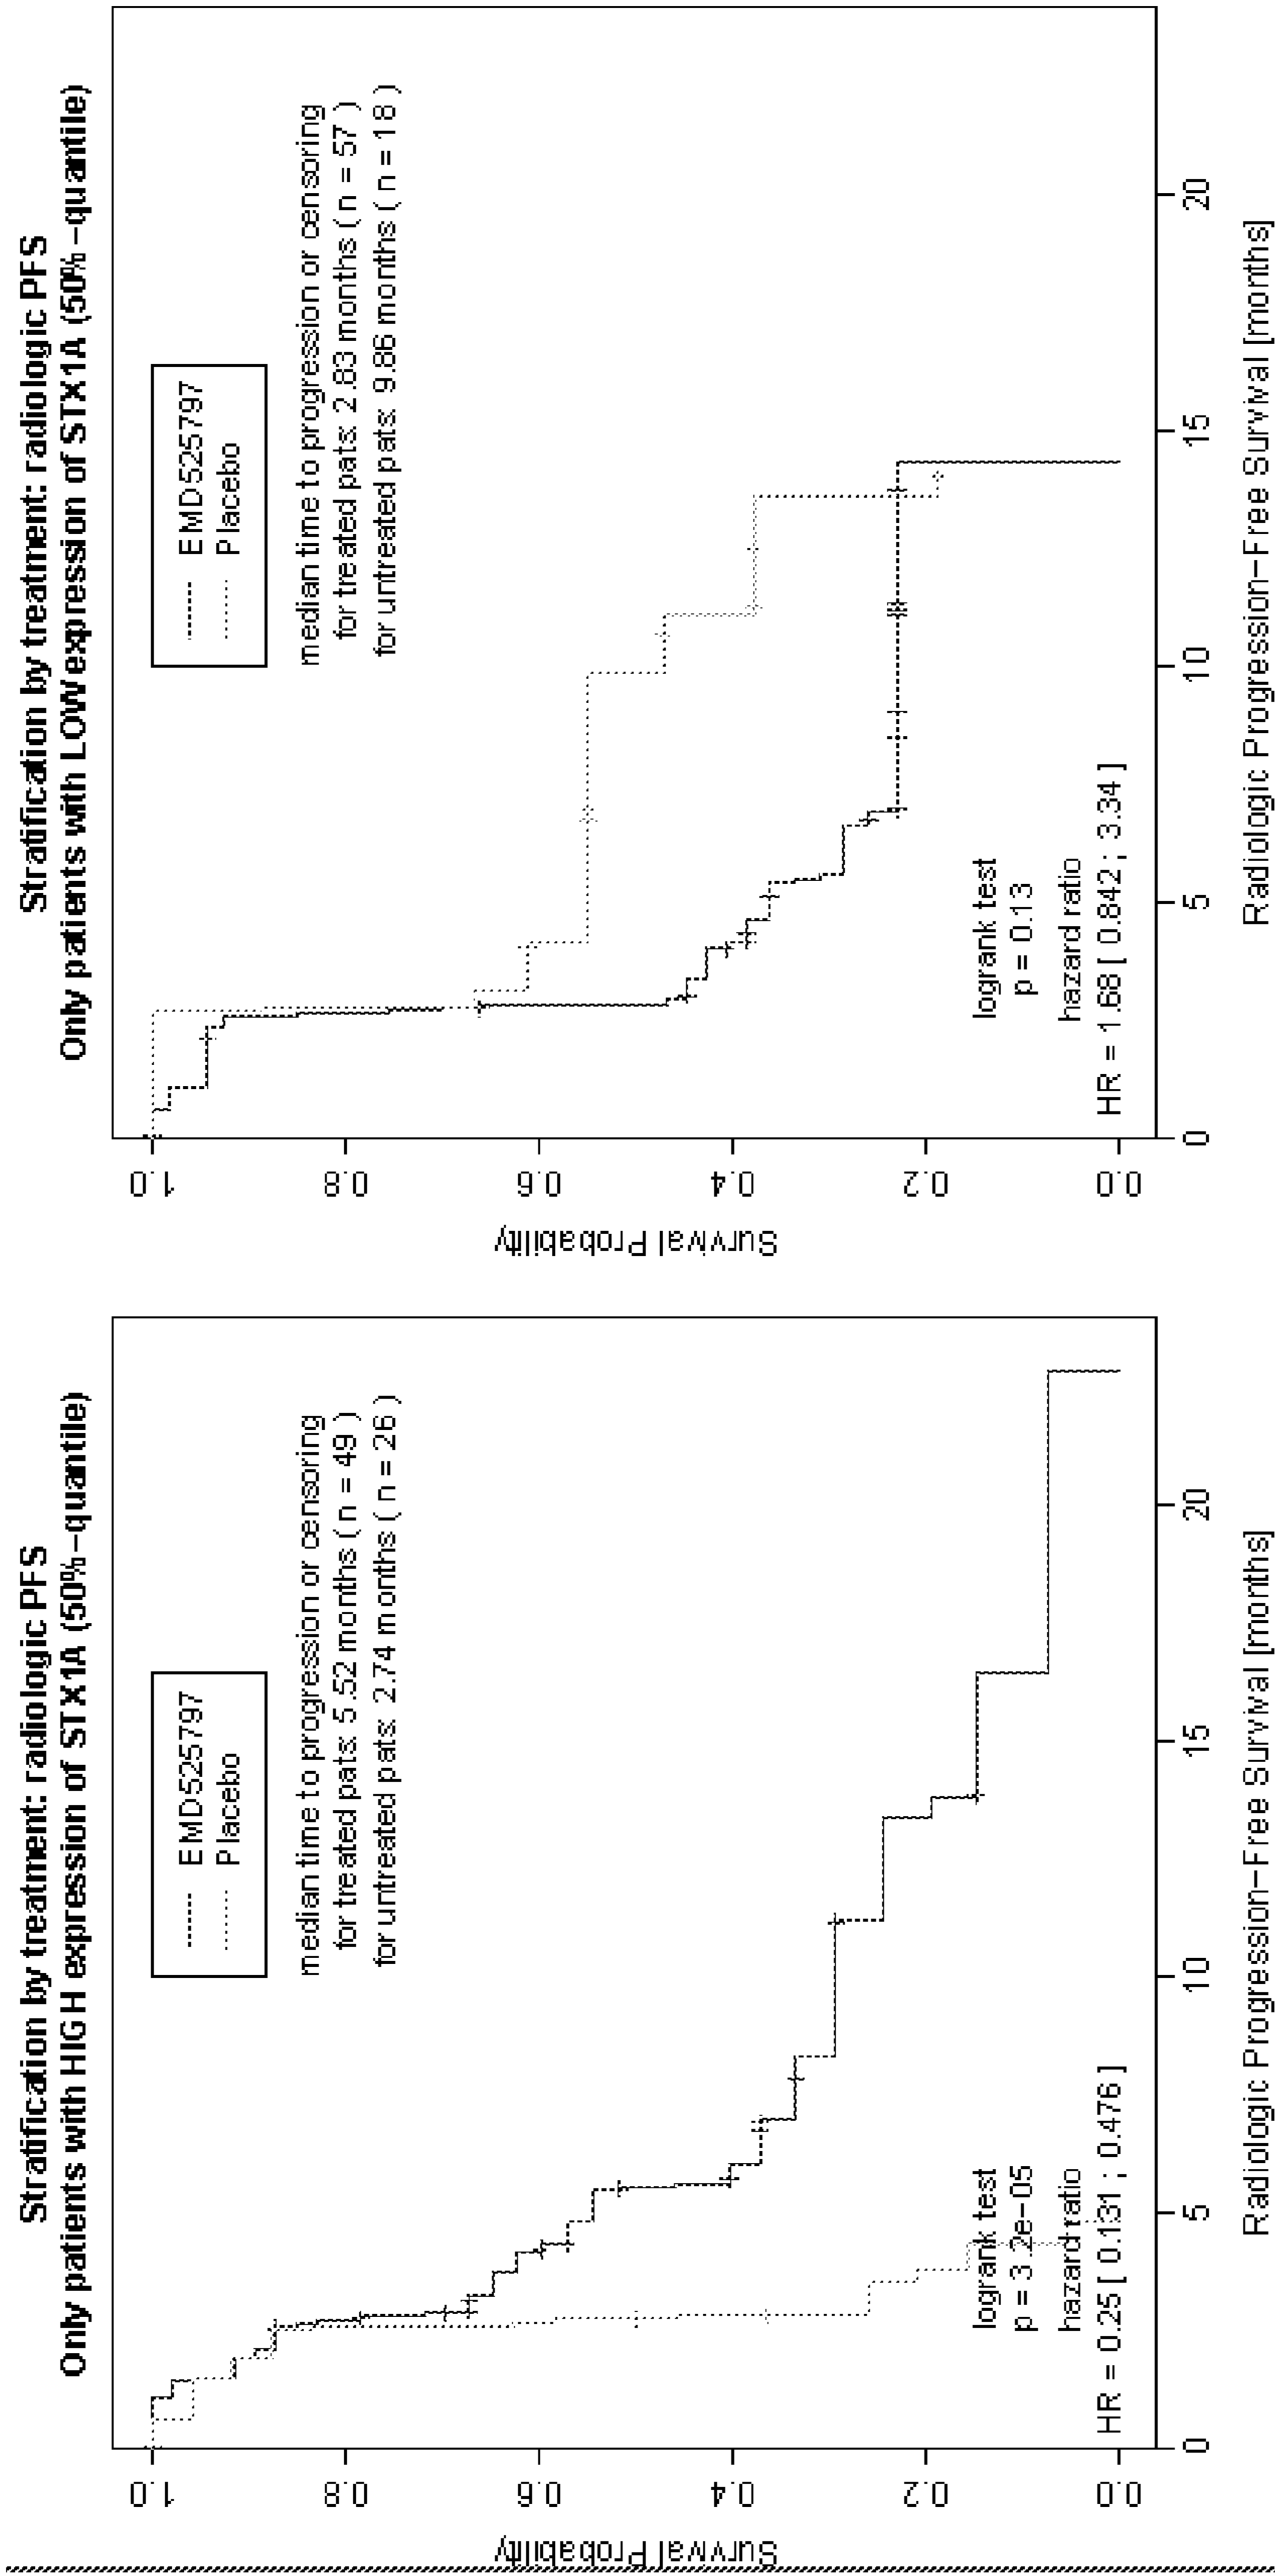 Stratification by treatment: radiologic PFS
Only patients with HIGH expression of STX1A (50%-quantile)
Survival Probability
1.0
0.8
0.6
0.4
0.2
0.0
EMD525797
Placebo
median time to progression or censoring
for treated pats: 5.52 months ( n = 49 )
for untreated pats: 2.74 months ( n = 26 )
logrank test
p = 3.2e-05
hazard ratio
HR = 0.25 [ 0.131 ; 0.476 ]
0 5 10 15 20
Radiologic Progression-Free Survival [months]
Stratification by treatment: radiologic PFS
Only patients with LOW expression of STX1A (50%-quantile)
Survival Probability
1.0
0.8
0.6
0.4
0.2
0.0
EMD525797
Placebo
median time to progression or censoring
for treated pats: 2.83 months ( n = 57 )
for untreated pats: 9.86 months ( n = 18 )
logrank test
p = 0.13
hazard ratio
HR = 1.68 [ 0.842 ; 3.34 ]
0 5 10 15 20
Radiologic Progression-Free Survival [months]